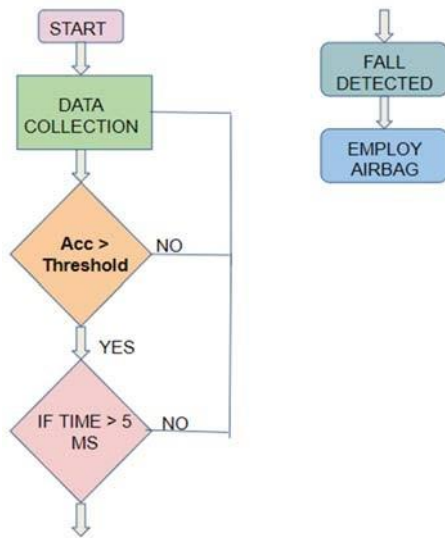 START
DATA
COLLECTION
Acc >
Threshold
NO
YES
IF TIME > 5
MS
NO
FALL
DETECTED
EMPLOY
AIRBAG